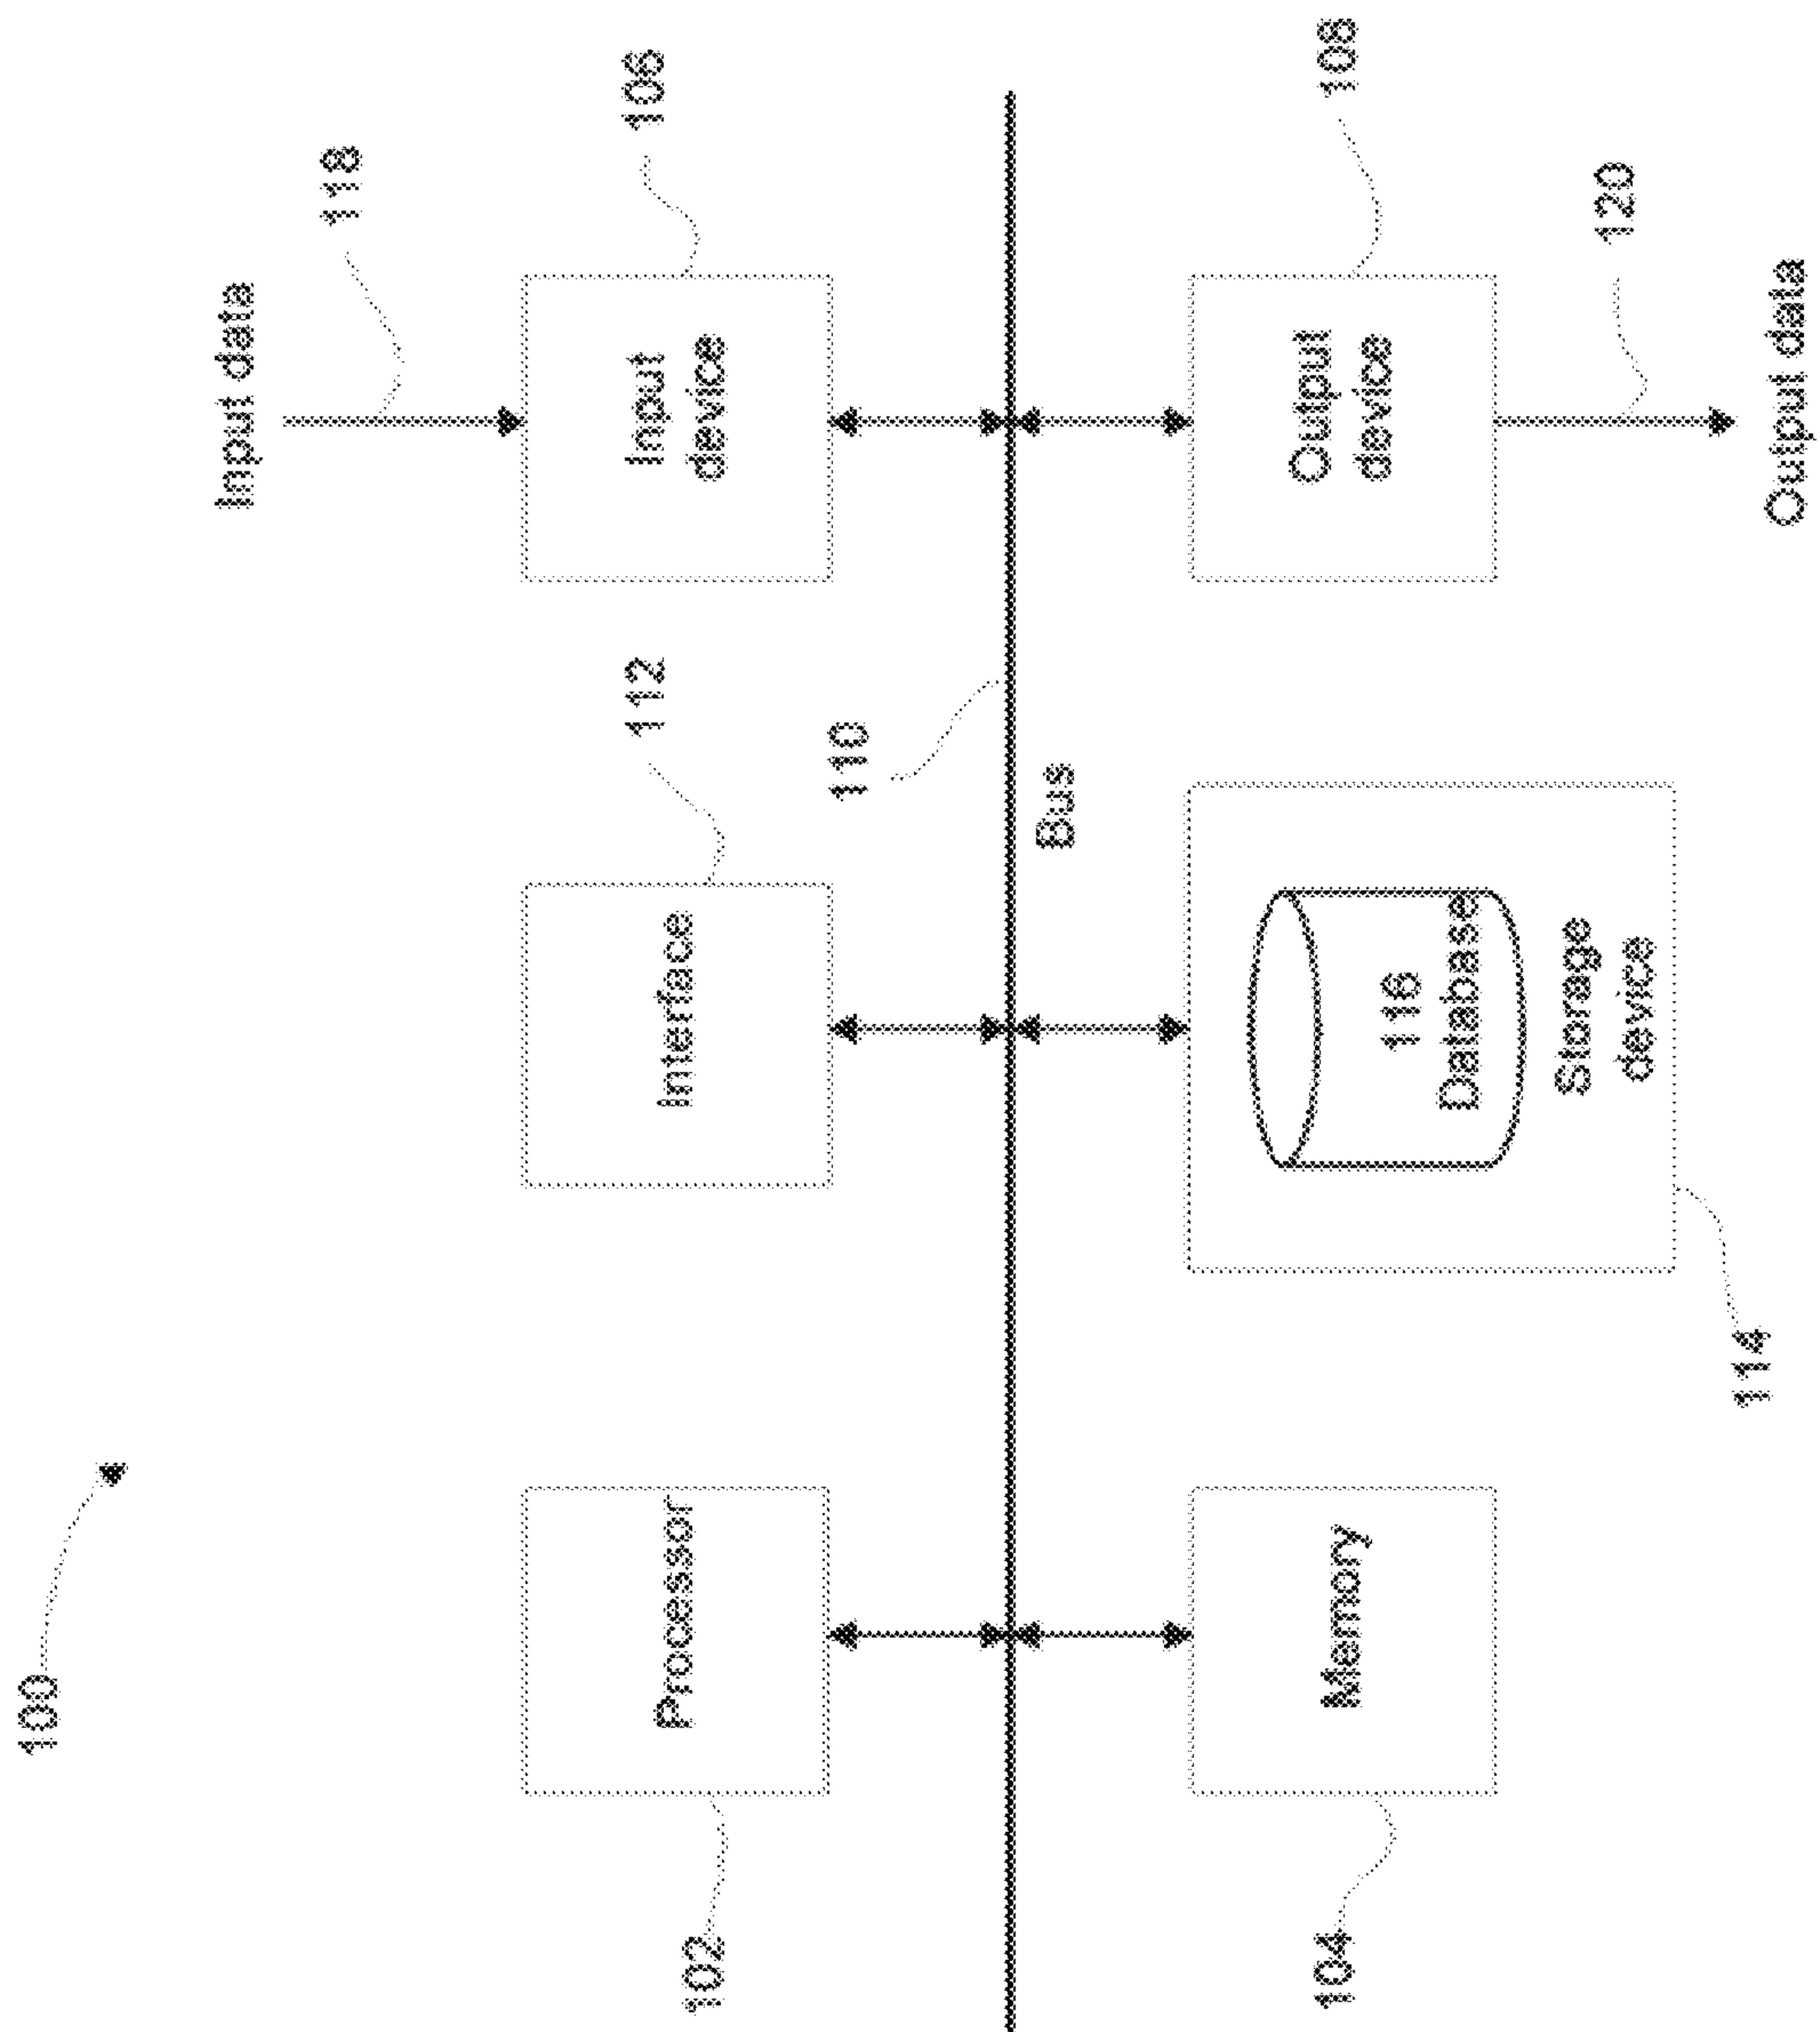 100
Input data
118
102
Processor
Interface
112
Input
device
106
110
Bus
104
Memory
116
Database
Storage
device
114
Output
device
108
120
Output data